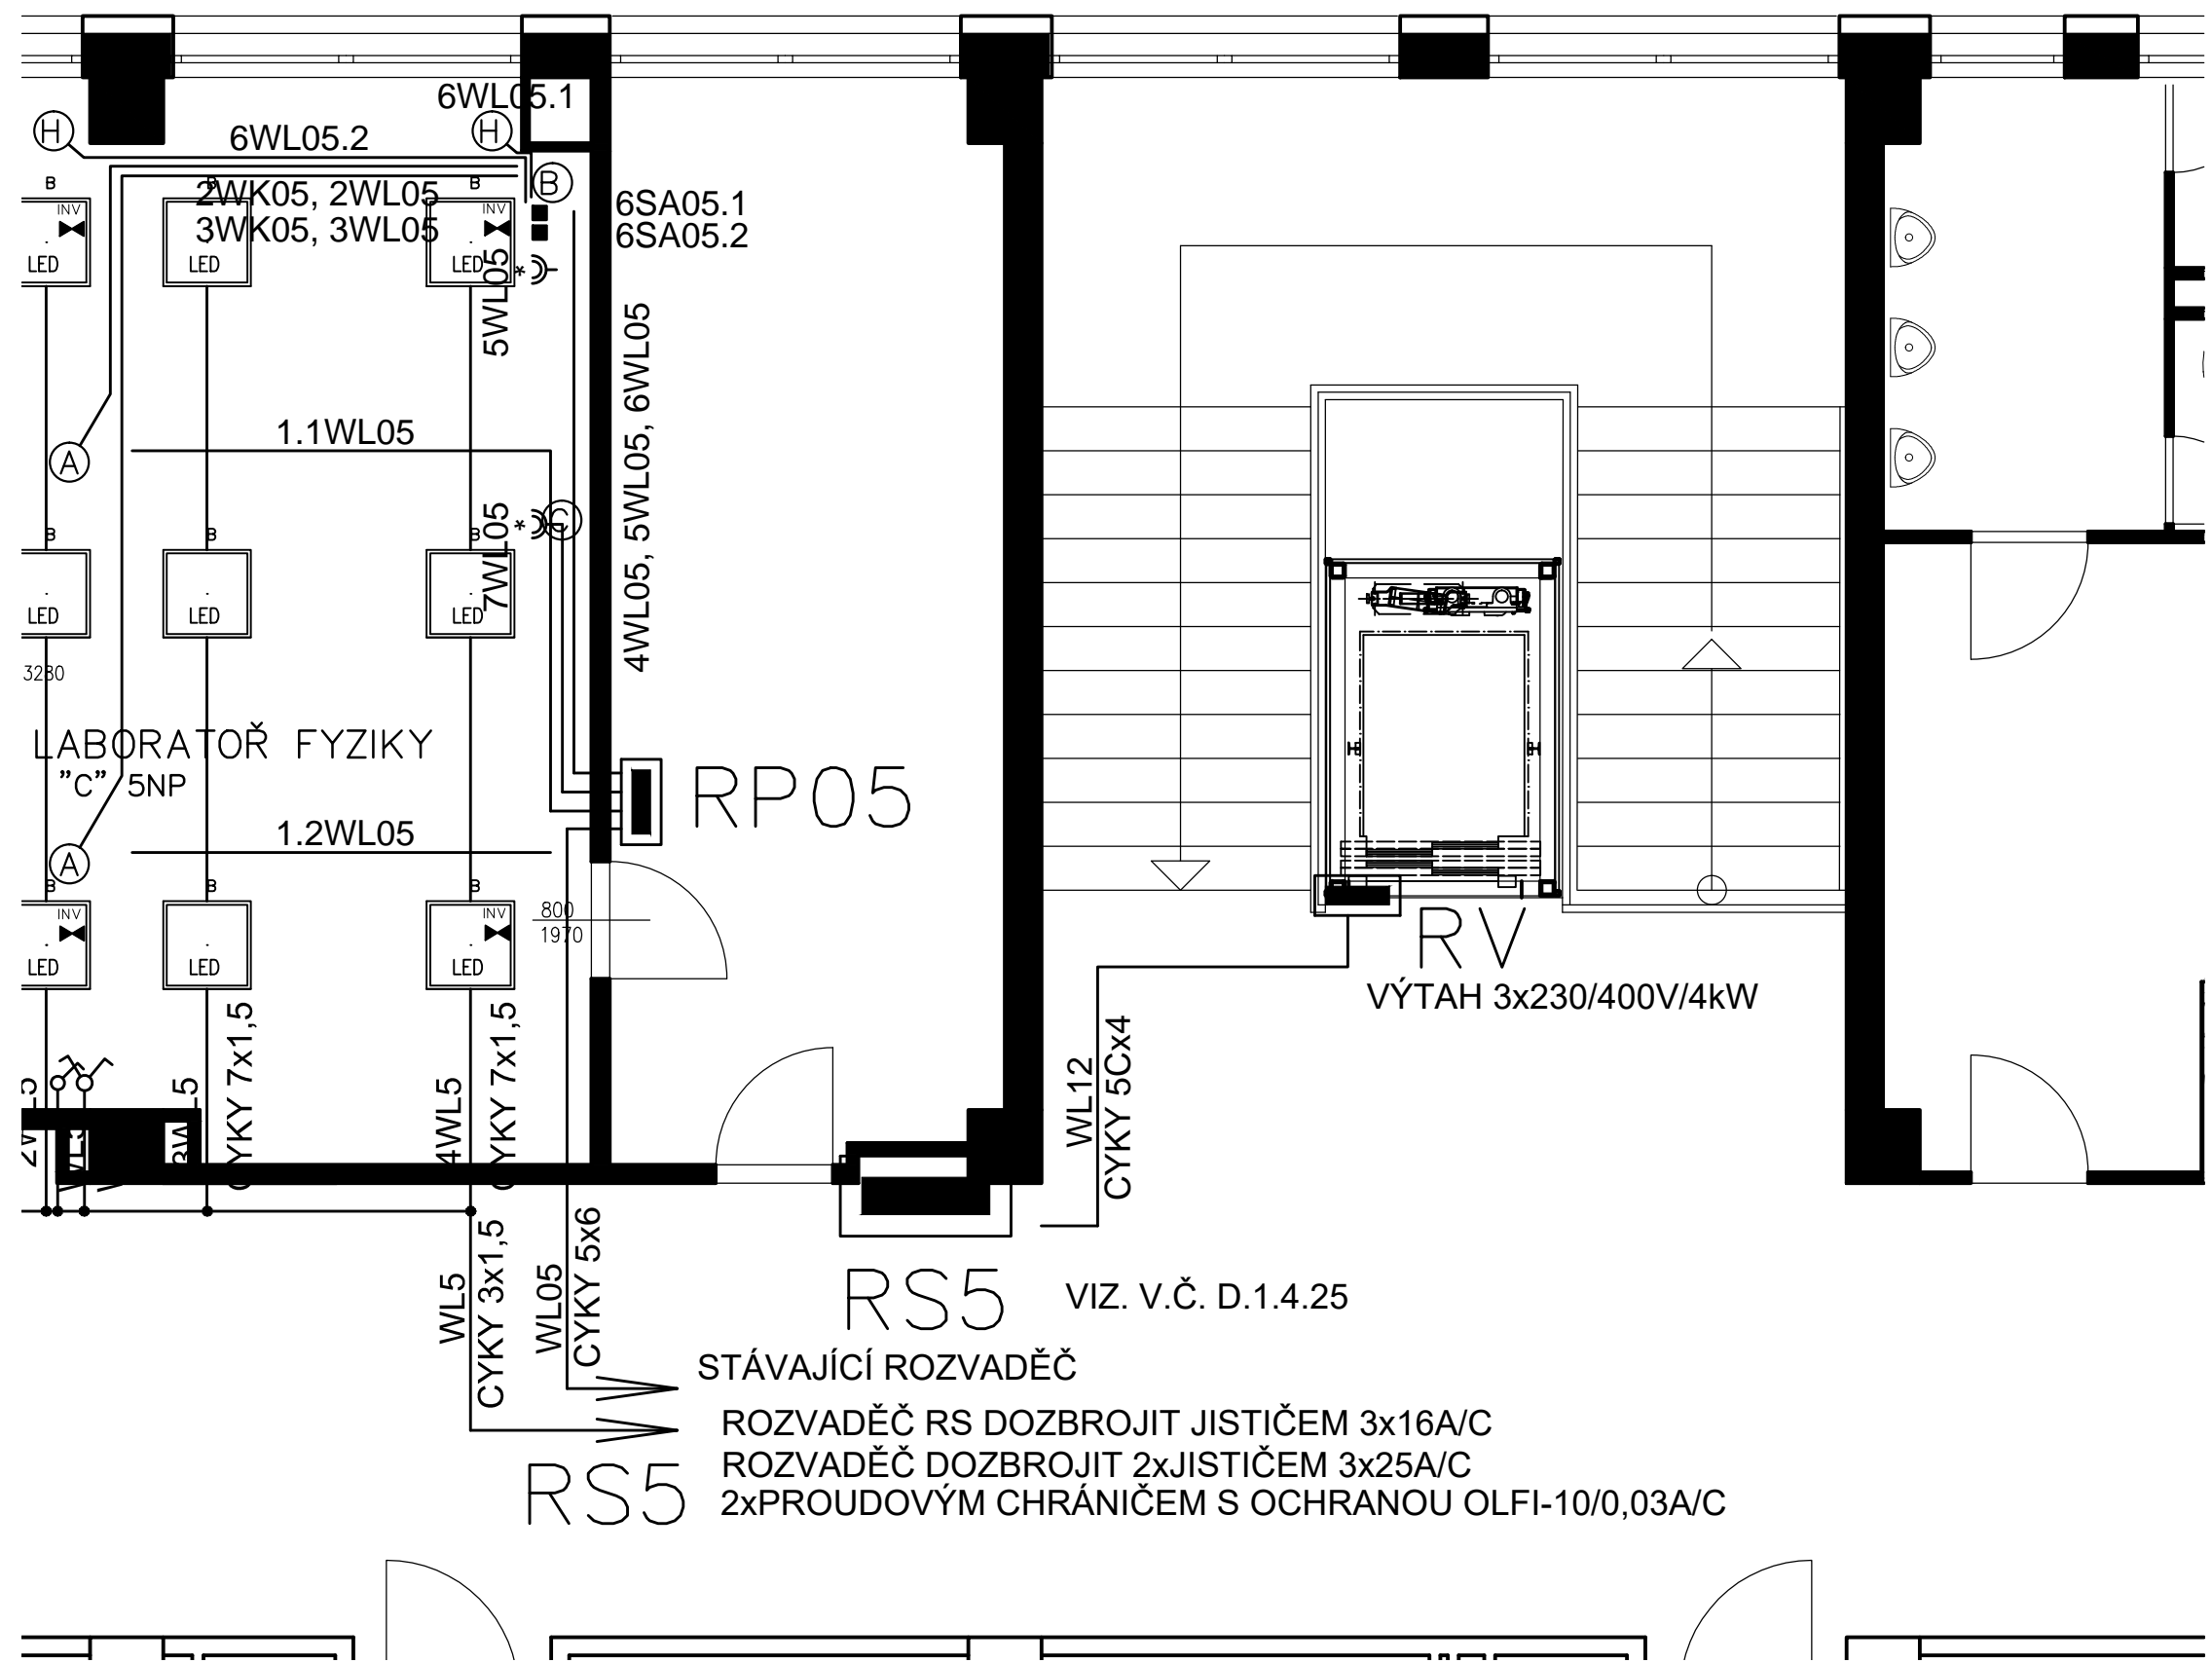 6WL05.1
H
H
6WL05.2
B
B
B
B
2WK05, 2WL05
3WK05, 3WL05
6SA05.1
6SA05.2
INV
INV
LED
LED
LED
*
5WL05
4WL05, 5WL05, 6WL05
1.1WL05
A
C
*
7WL05
B
B
B
LED
LED
LED
3280
LABORATOŘ FYZIKY
"C" 5NP
RP05
1.2WL05
A
B
B
B
INV
INV
LED
LED
LED
800
1970
RV
VÝTAH 3x230/400V/4kW
CYKY 7x1,5
4WL5
CYKY 7x1,5
WL12
CYKY 5Cx4
WL5
CYKY 3x1,5
WL05
CYKY 5x6
RS5
VIZ. V.Č. D.1.4.25
STÁVAJÍCÍ ROZVADĚČ
ROZVADĚČ RS DOZBROJIT JISTIČEM 3x16A/C
ROZVADĚČ DOZBROJIT 2xJISTIČEM 3x25A/C
RS5
2xPROUDOVÝM CHRÁNIČEM S OCHRANOU OLFI-10/0,03A/C